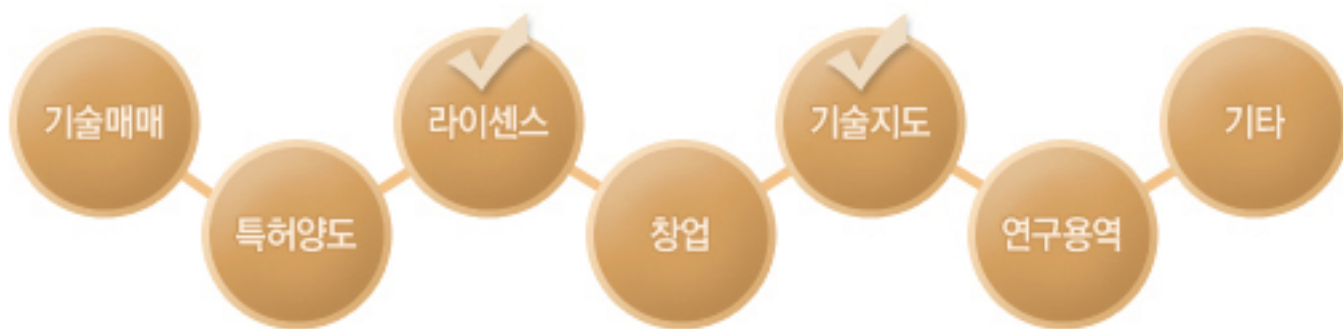 기술매매
특허양도
라이센스
창업
기술지도
연구용역
기타